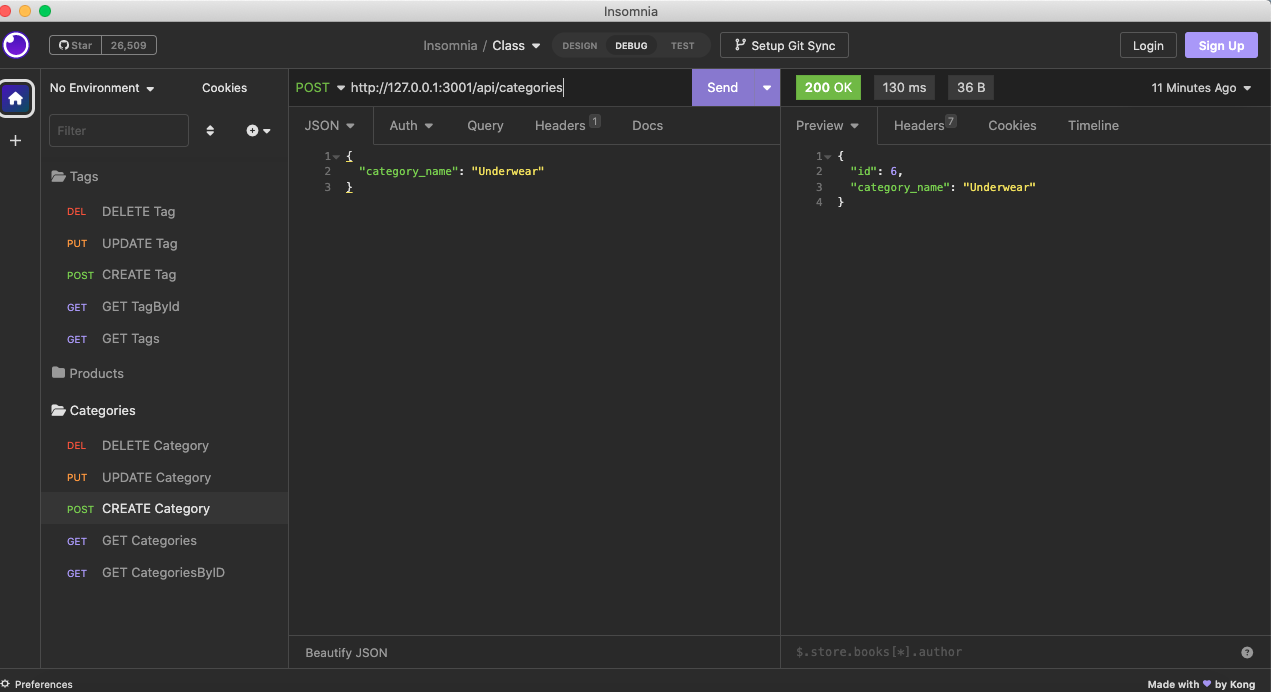 Insomnia
Star 26,509
Insomnia / Class
DESIGN DEBUG TEST
Setup Git Sync
Login
Sign Up
No Environment
Cookies
Filter
Tags
DEL DELETE Tag
PUT UPDATE Tag
POST CREATE Tag
GET GET TagById
GET GET Tags
Products
Categories
DEL DELETE Category
PUT UPDATE Category
POST CREATE Category
GET GET Categories
GET GET CategoriesByID
POST http://127.0.0.1:3001/api/categories
Send
JSON Auth Query Headers 1 Docs
1 {
2 "category_name": "Underwear"
3 }
Beautify JSON
200 OK 130 ms 36 B 11 Minutes Ago
Preview Headers 7 Cookies Timeline
1 {
2 "id": 6,
3 "category_name": "Underwear"
4 }
$.store.books[*].author
?
Preferences
Made with 💜 by Kong